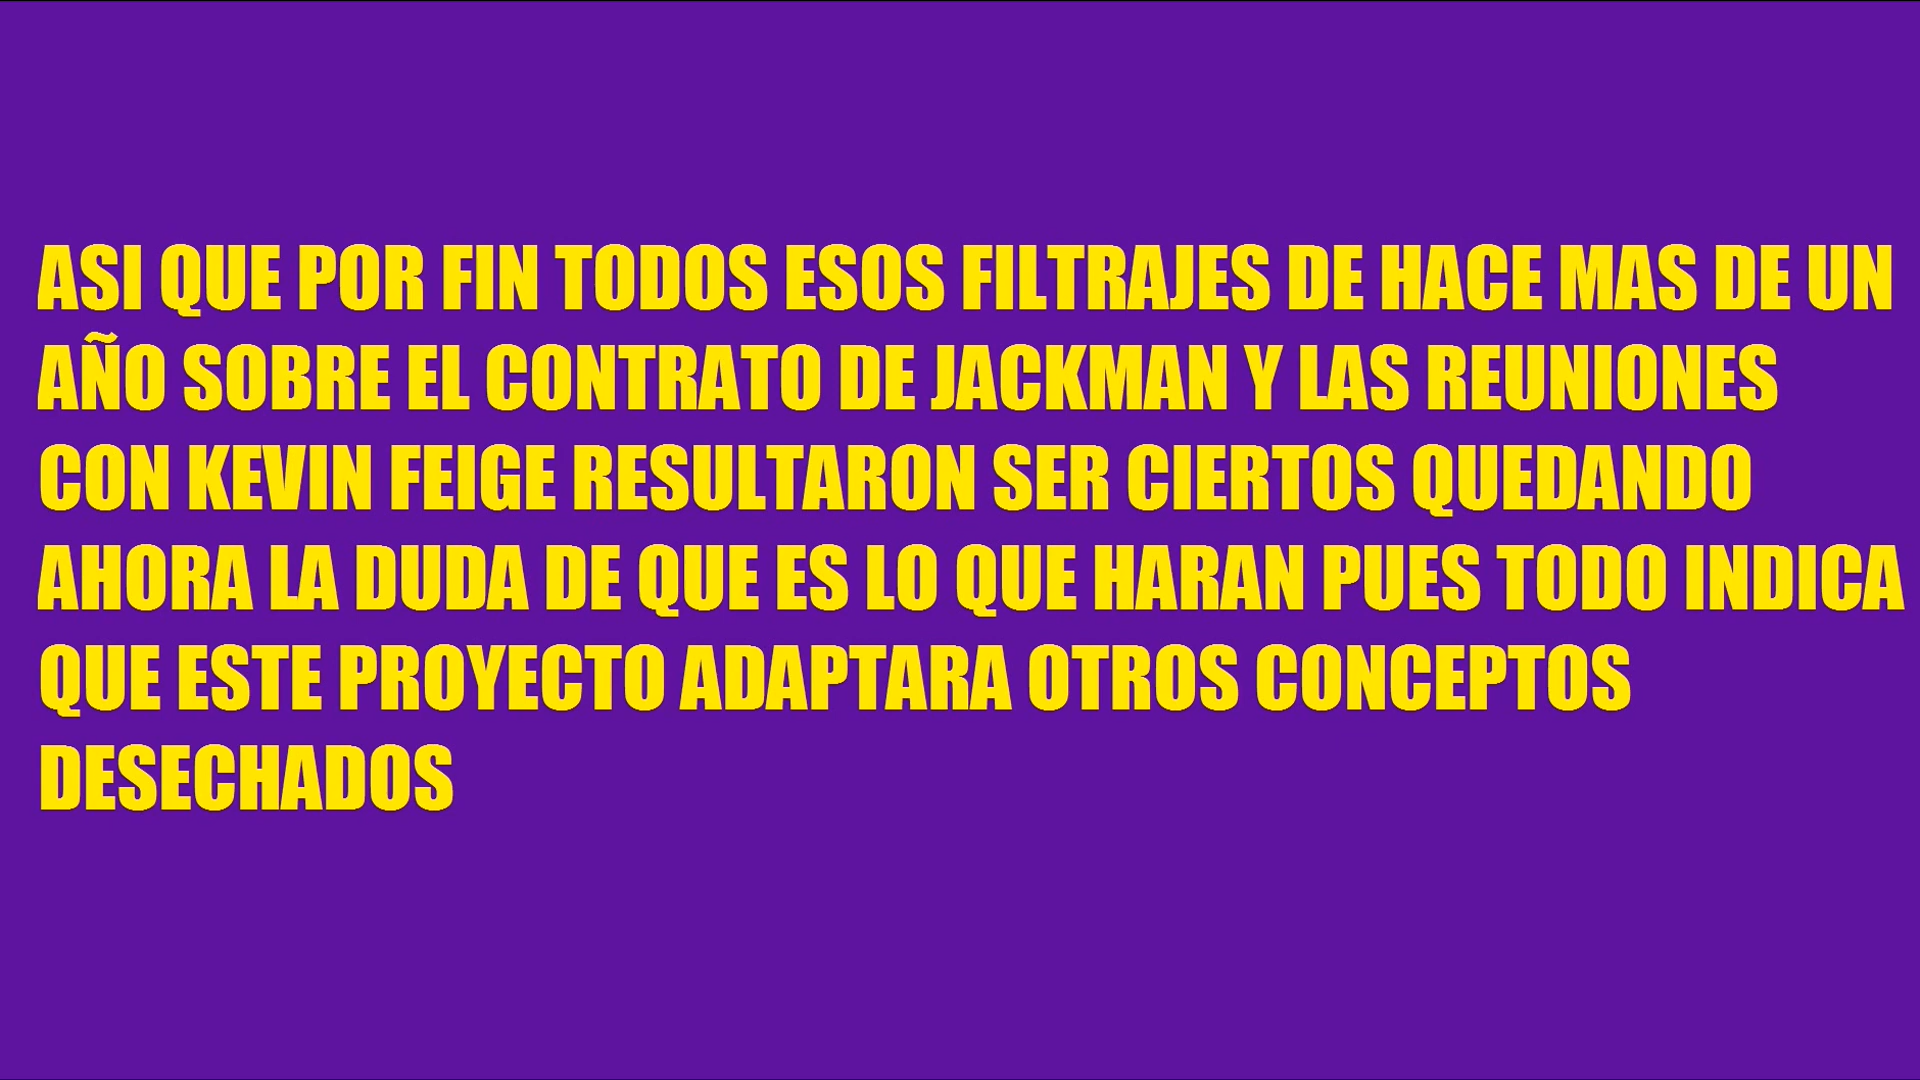 ASI QUE POR FIN TODOS ESOS FILTRAJES DE HACE MAS DE UN
AÑO SOBRE EL CONTRATO DE JACKMAN Y LAS REUNIONES
CON KEVIN FEIGE RESULTARON SER CIERTOS QUEDANDO
AHORA LA DUDA DE QUE ES LO QUE HARAN PUES TODO INDICA
QUE ESTE PROYECTO ADAPTARA OTROS CONCEPTOS
DESECHADOS